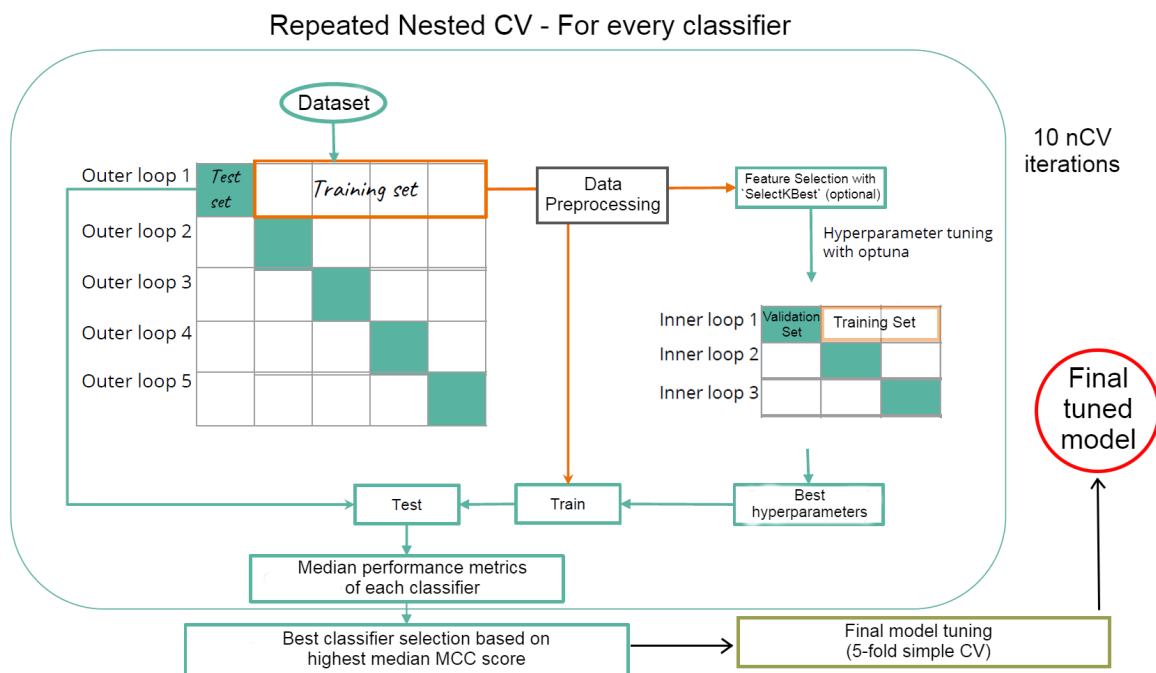 Repeated Nested CV - For every classifier
Dataset
10 nCV
iterations
Outer loop 1
Test
set
Training set
Data
Preprocessing
Feature Selection with
`SelectKBest` (optional)
Outer loop 2
Hyperparameter tuning
with optuna
Outer loop 3
Inner loop 1
Validation
Set
Training Set
Outer loop 4
Inner loop 2
Outer loop 5
Inner loop 3
Final
tuned
model
Test
Train
Best
hyperparameters
Median performance metrics
of each classifier
Best classifier selection based on
highest median MCC score
Final model tuning
(5-fold simple CV)